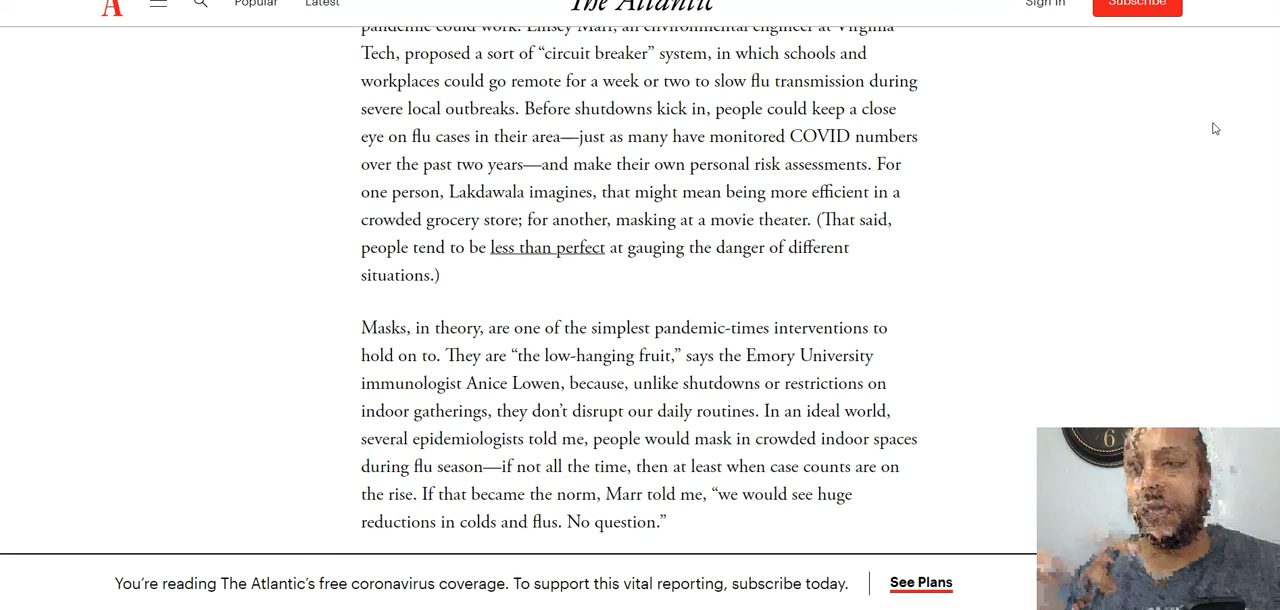 A
Popular
Latest
The Atlantic
Sign In
Subscribe
pandemic could work. Linsey Marr, an environmental engineer at Virginia
Tech, proposed a sort of “circuit breaker” system, in which schools and
workplaces could go remote for a week or two to slow flu transmission during
severe local outbreaks. Before shutdowns kick in, people could keep a close
eye on flu cases in their area—just as many have monitored COVID numbers
over the past two years—and make their own personal risk assessments. For
one person, Lakdawala imagines, that might mean being more efficient in a
crowded grocery store; for another, masking at a movie theater. (That said,
people tend to be less than perfect at gauging the danger of different
situations.)
Masks, in theory, are one of the simplest pandemic-times interventions to
hold on to. They are “the low-hanging fruit,” says the Emory University
immunologist Anice Lowen, because, unlike shutdowns or restrictions on
indoor gatherings, they don’t disrupt our daily routines. In an ideal world,
several epidemiologists told me, people would mask in crowded indoor spaces
during flu season—if not all the time, then at least when case counts are on
the rise. If that became the norm, Marr told me, “we would see huge
reductions in colds and flus. No question.”
6
You’re reading The Atlantic’s free coronavirus coverage. To support this vital reporting, subscribe today.
See Plans